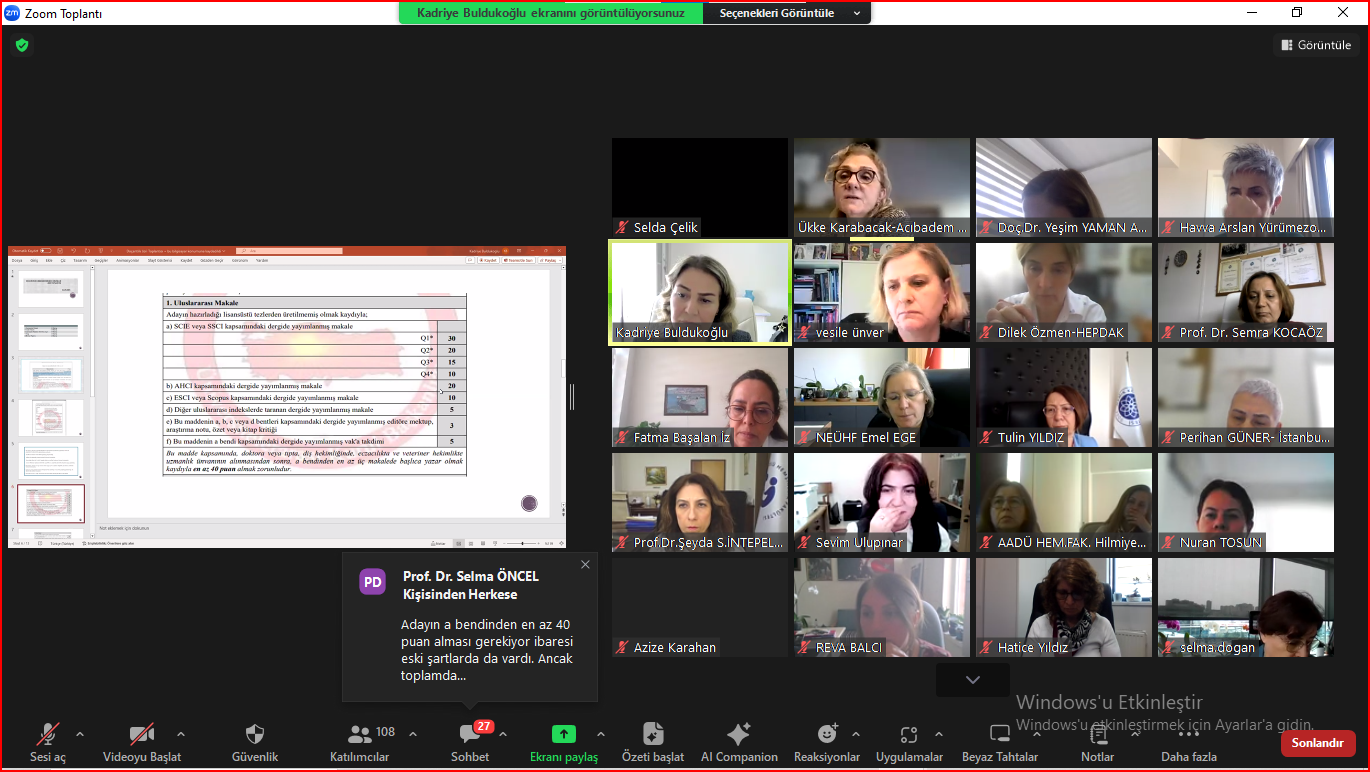 Zoom Toplantı
Kadriye Buldukoğlu ekranını görüntülüyorsunuz
Seçenekleri Görüntüle
Görüntüle
1. Uluslararası Makale
Adayın hazırladığı lisansüstü tezlerden üretilmemiş olmak kaydıyla;
a) SCIE veya SSCI kapsamındaki dergide yayımlanmış makale
Q1* 30
Q2* 20
Q3* 15
Q4* 10
b) AHCI kapsamındaki dergide yayımlanmış makale 20
c) ESCI veya Scopus kapsamındaki dergide yayımlanmış makale 10
d) Diğer uluslararası indekslerde taranan dergide yayımlanmış makale 5
e) Bu maddenin a, b, c veya d bentleri kapsamındaki dergide yayımlanmış editöre mektup, araştırma notu, özet veya kitap kritiği 3
f) Bu maddenin a bendi kapsamındaki dergide yayımlanmış vak'a takdimi 5
Bu madde kapsamında, doktora veya tıpta, diş hekimliğinde, eczacılıkta ve veteriner hekimlikte
uzmanlık ünvanının alınmasından sonra, a bendinden en az üç makalede başlıca yazar olmak
kaydıyla en az 40 puan almak zorunludur.
Not eklemek için dokunun
Selda Çelik
Ükke Karabacak-Acıbadem ...
Doç.Dr. Yeşim YAMAN A...
Havva Arslan Yürümezo...
Kadriye Buldukoğlu
vesile ünver
Dilek Özmen-HEPDAK
Prof. Dr. Semra KOCAÖZ
Fatma Başalan İz
NEÜHF Emel EGE
Tulin YILDIZ
Perihan GÜNER- İstanbu...
Prof.Dr.Şeyda S.İNTEPEL...
Sevim Ulupınar
AADÜ HEM.FAK. Hilmiye...
Nuran TOSUN
Azize Karahan
REVA BALCI
Hatice Yıldız
selma.dogan
PD
Prof. Dr. Selma ÖNCEL
Kişisinden Herkese
Adayın a bendinden en az 40
puan alması gerekiyor ibaresi
eski şartlarda da vardı. Ancak
toplamda...
Windows'u Etkinleştir
Windows'u etkinleştirmek için Ayarlar'a gidin.
Sesi aç
Videoyu Başlat
Güvenlik
108
Katılımcılar
27
Sohbet
Ekranı paylaş
Özeti başlat
AI Companion
Reaksiyonlar
Uygulamalar
Beyaz Tahtalar
Notlar
Daha fazla
Sonlandır